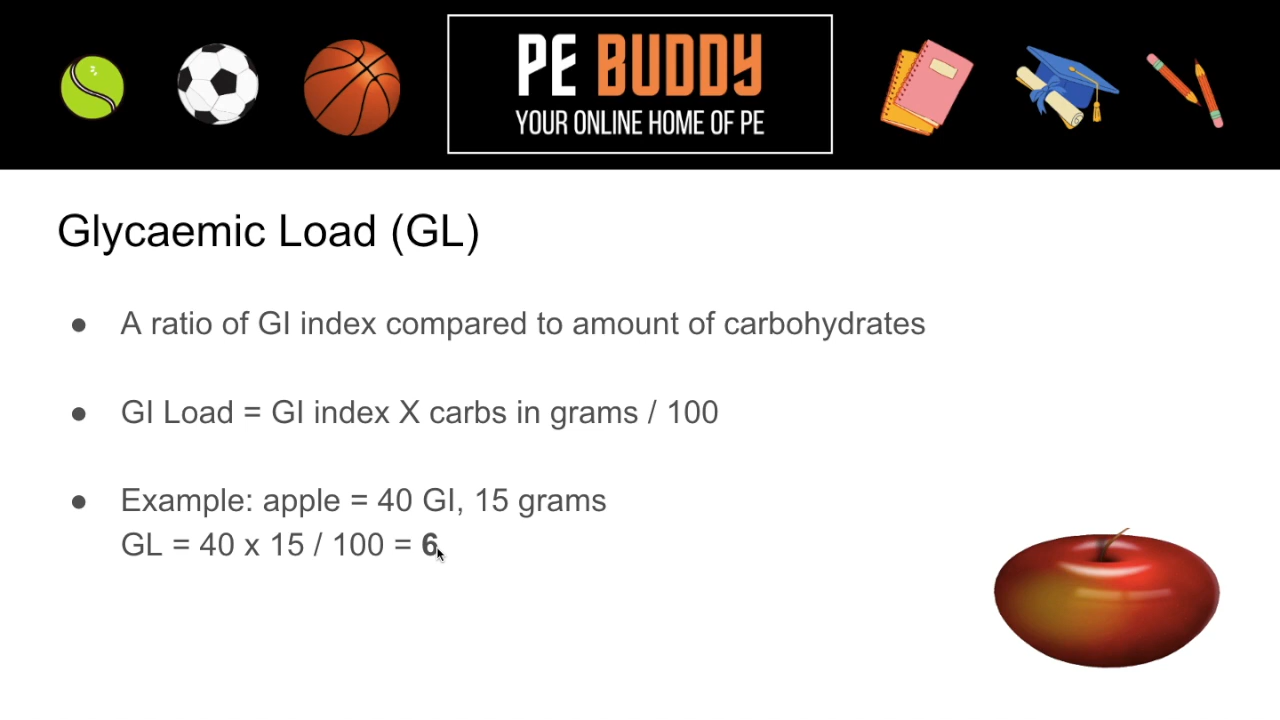 PE BUDDY
YOUR ONLINE HOME OF PE
Glycaemic Load (GL)
● A ratio of GI index compared to amount of carbohydrates
● GI Load = GI index X carbs in grams / 100
● Example: apple = 40 GI, 15 grams
GL = 40 x 15 / 100 = 6